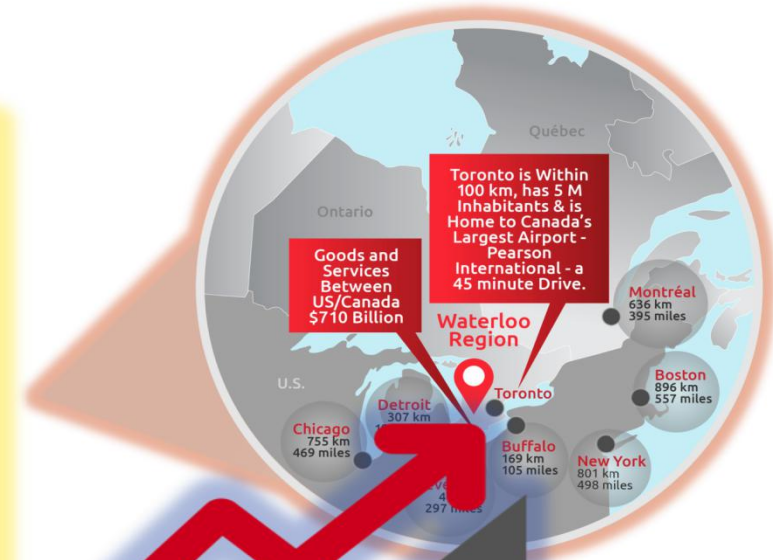 Québec
Ontario
Toronto is Within
100 km, has 5 M
Inhabitants & is
Home to Canada's
Largest Airport -
Pearson
International - a
45 minute Drive.
Goods and
Services
Between
US/Canada
$710 Billion
Waterloo
Region
Montréal
636 km
395 miles
U.S.
Toronto
Boston
896 km
557 miles
Detroit
307 km
Chicago
755 km
469 miles
Buffalo
169 km
105 miles
New York
801 km
498 miles
297 miles